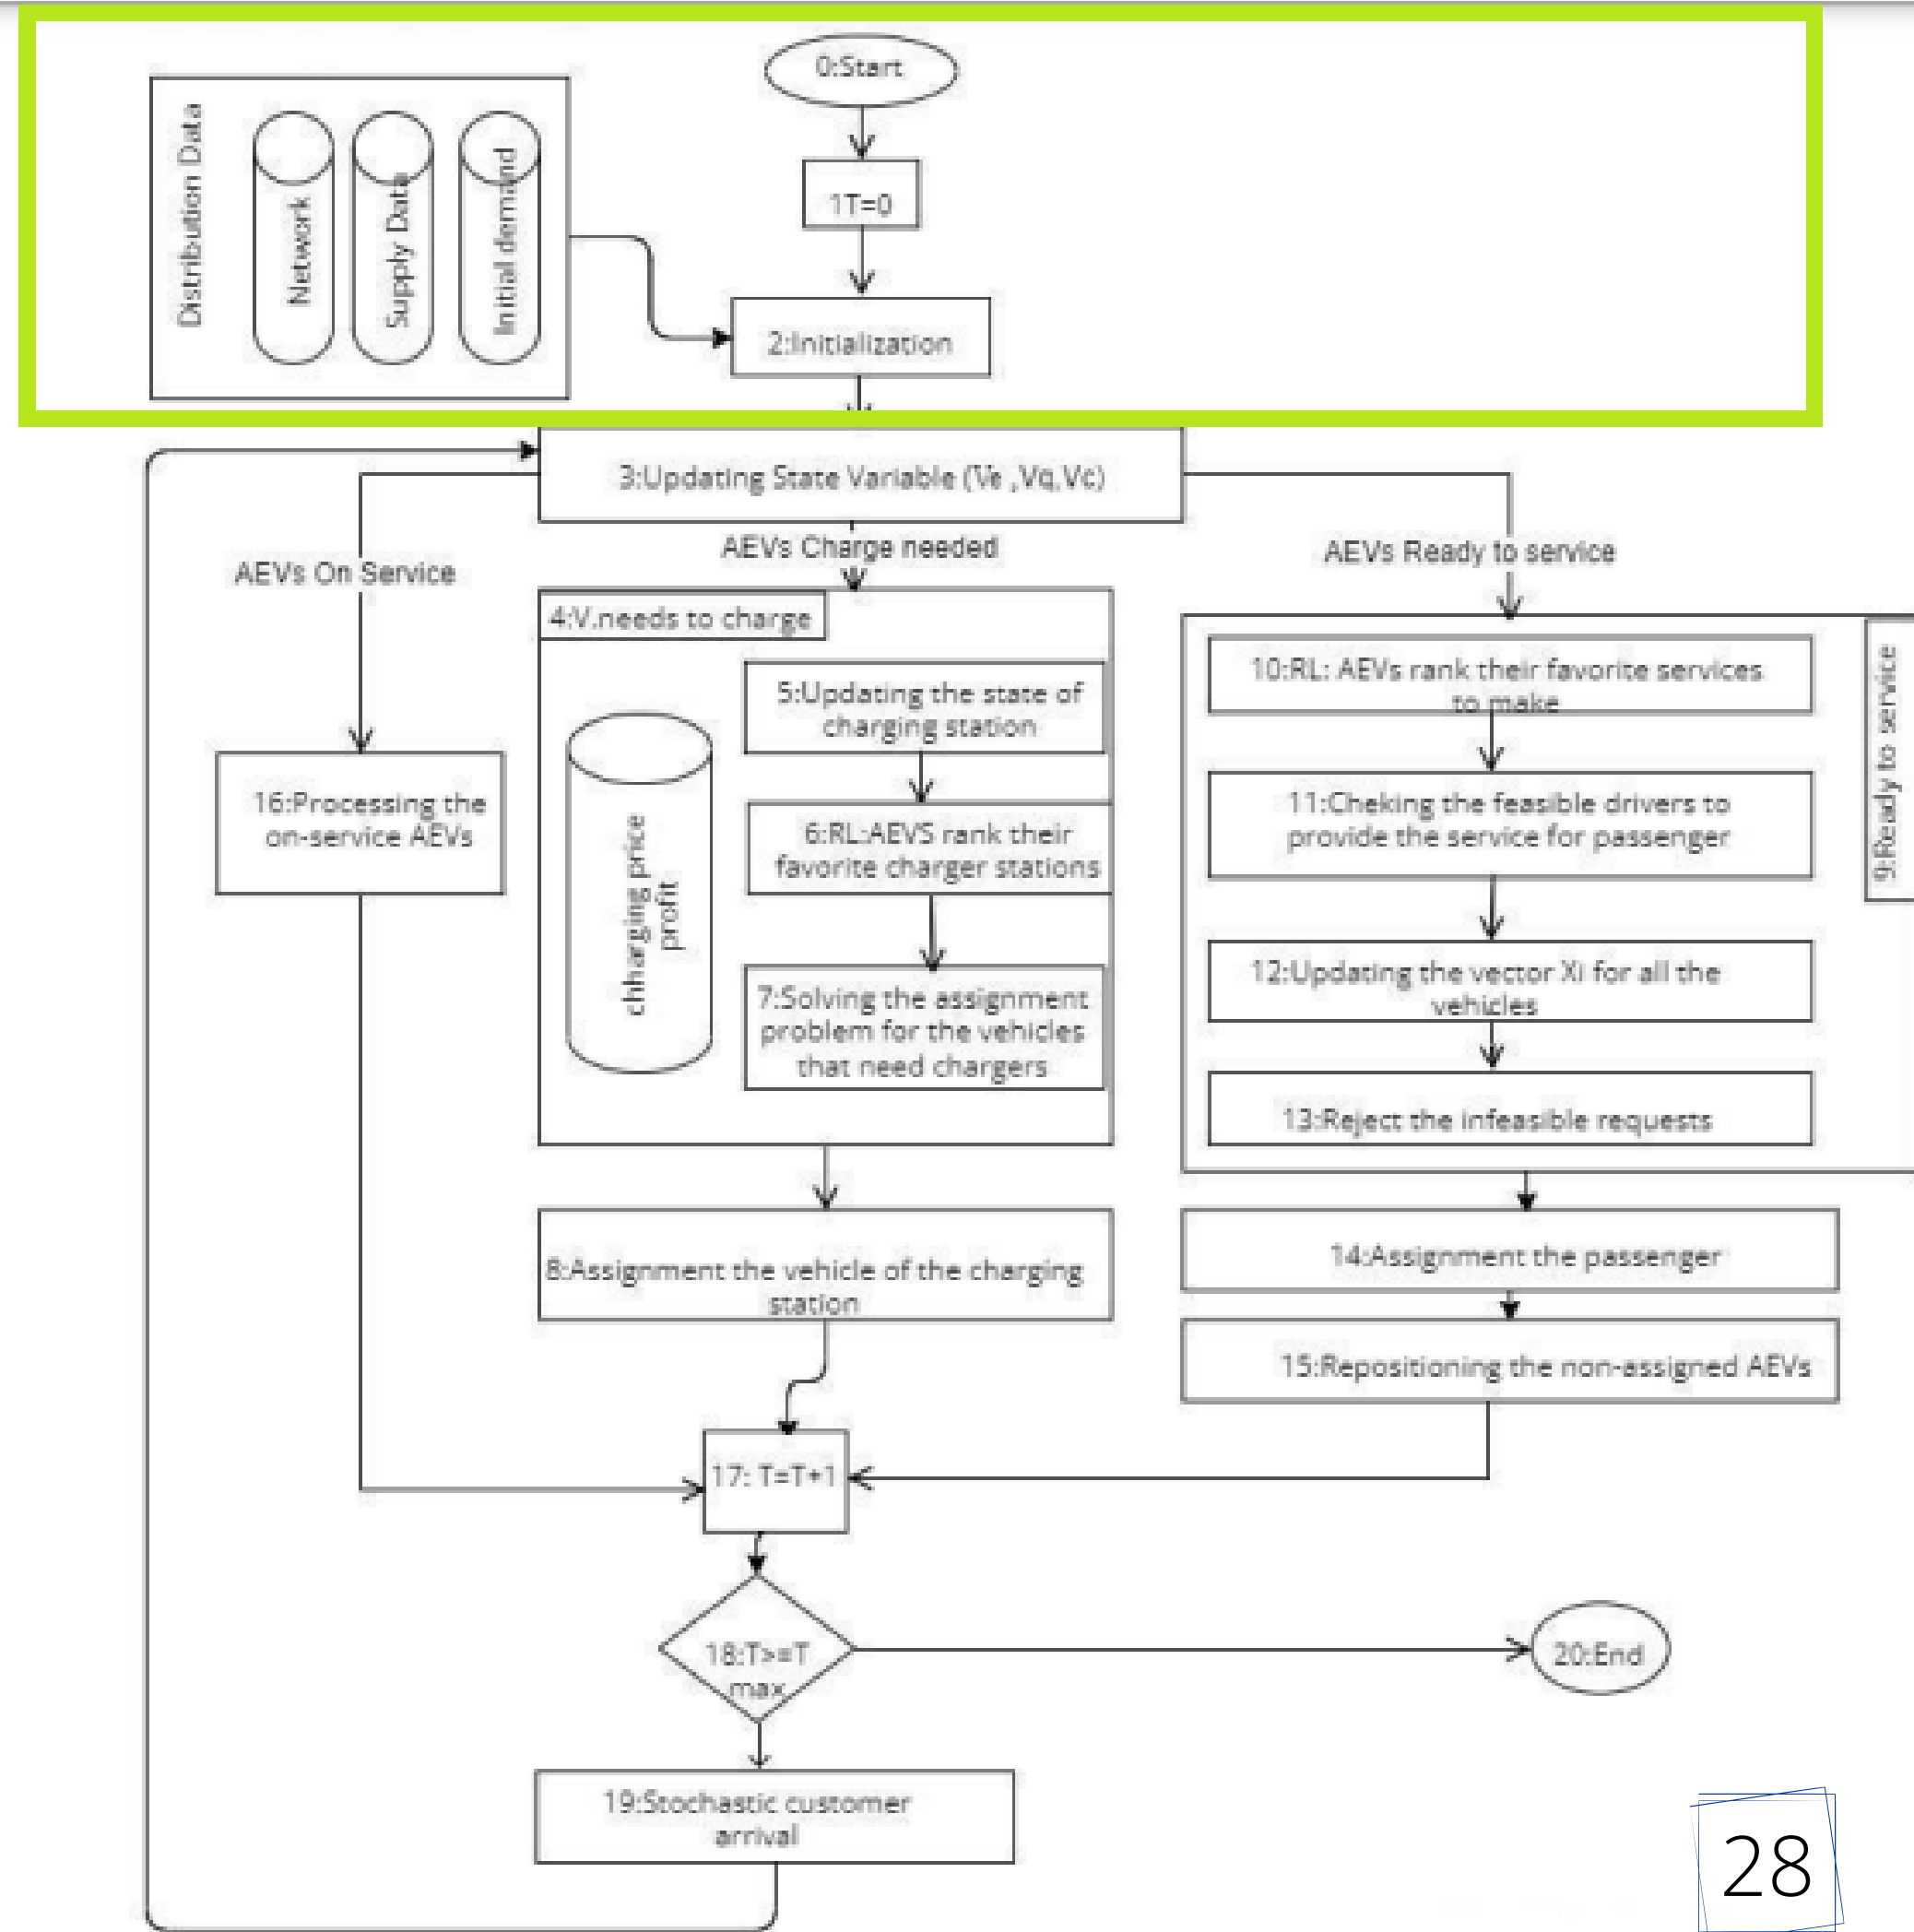 0:Start
Distribution Data
Network
Supply Data
Initial demand
1T=0
2:Initialization
3:Updating State Variable (Ve ,Vq,Vc)
AEVs On Service
AEVs Charge needed
AEVs Ready to service
4:V.needs to charge
chharging price
profit
5:Updating the state of
charging station
6:RL:AEVS rank their
favorite charger stations
7:Solving the assignment
problem for the vehicles
that need chargers
9:Ready to service
10:RL: AEVs rank their favorite services
to make
11:Cheking the feasible drivers to
provide the service for passenger
12:Updating the vector Xi for all the
vehicles
13:Reject the infeasible requests
16:Processing the
on-service AEVs
8:Assignment the vehicle of the charging
station
14:Assignment the passenger
15:Repositioning the non-assigned AEVs
17: T=T+1
18:T>=T
max
20:End
19:Stochastic customer
arrival
28